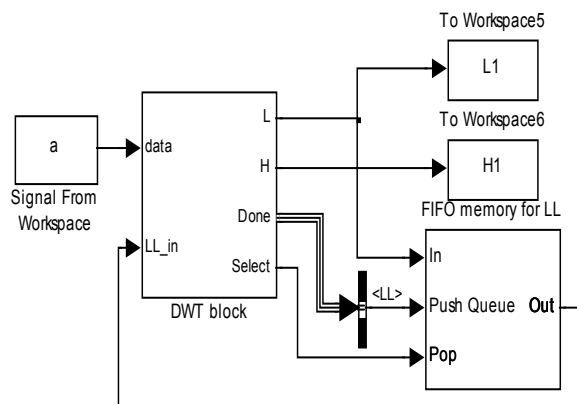 To Workspace5
L1
To Workspace6
H1
a
Signal From
Workspace
data
LL_in
L
H
Done
Select
DWT block
<LL>
FIFO memory for LL
In
Push Queue
Out
Pop